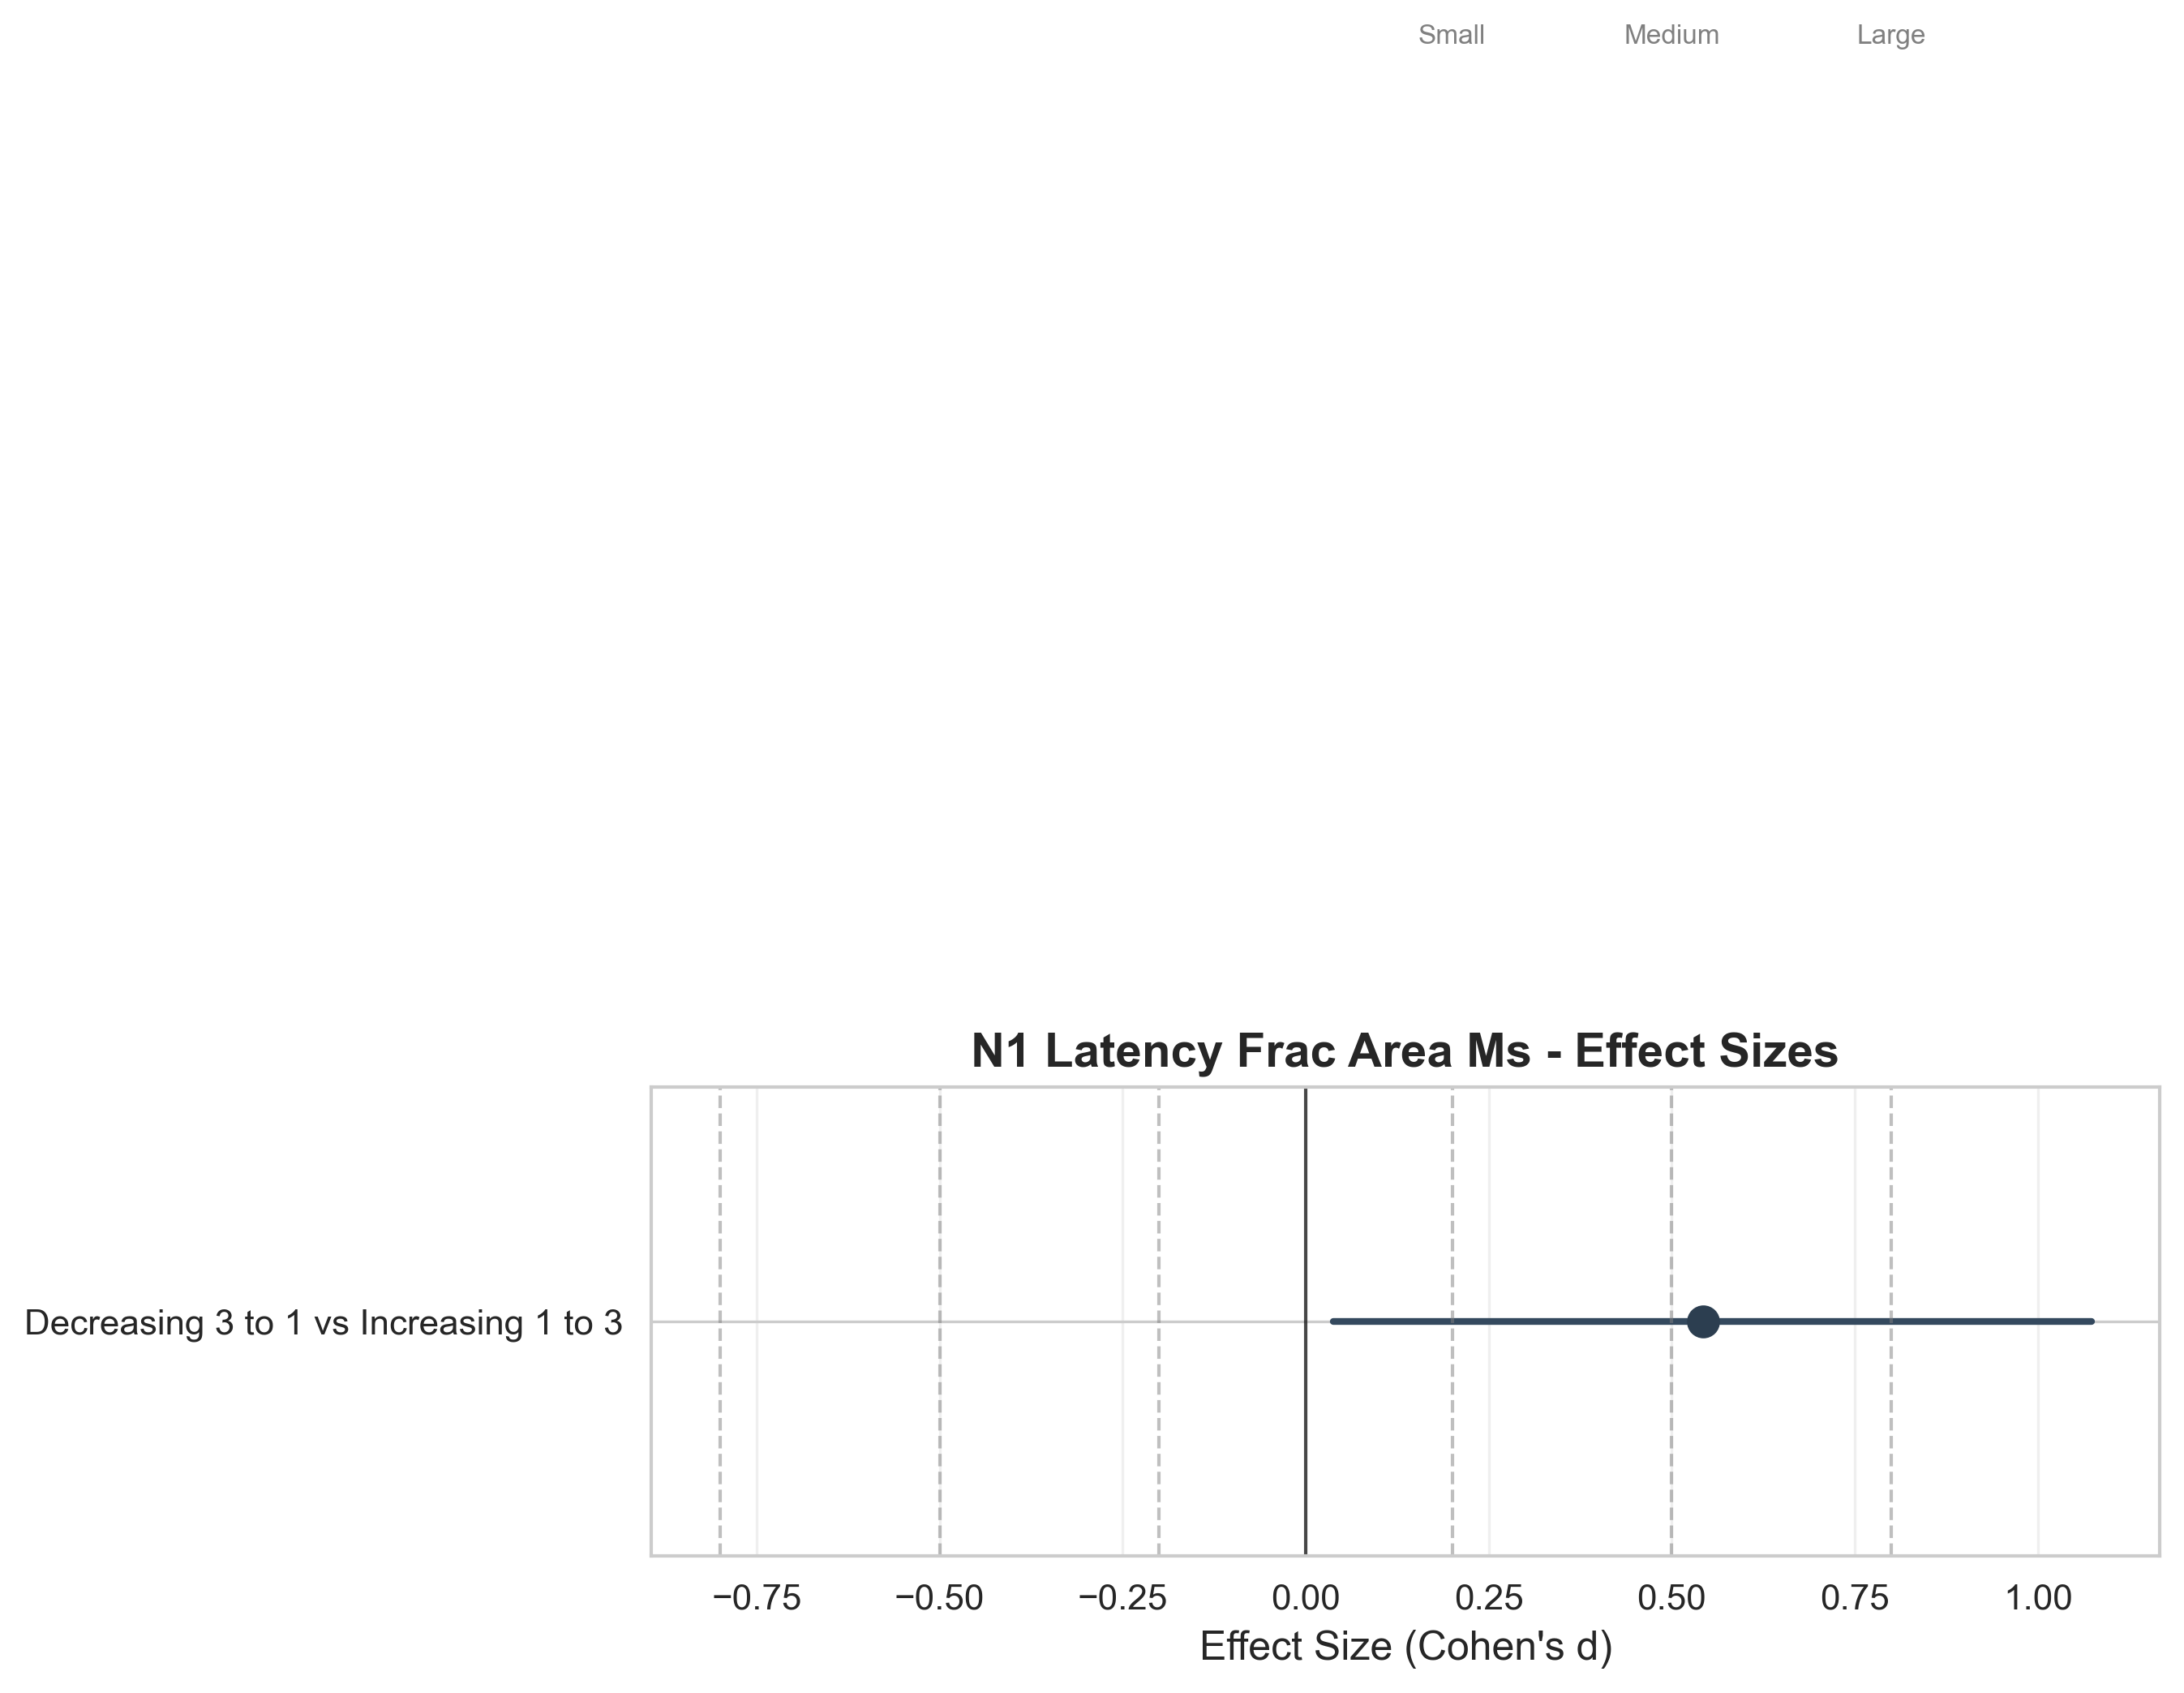 Small Medium Large
N1 Latency Frac Area Ms - Effect Sizes
Decreasing 3 to 1 vs Increasing 1 to 3
−0.75 −0.50 −0.25 0.00 0.25 0.50 0.75 1.00
Effect Size (Cohen's d)